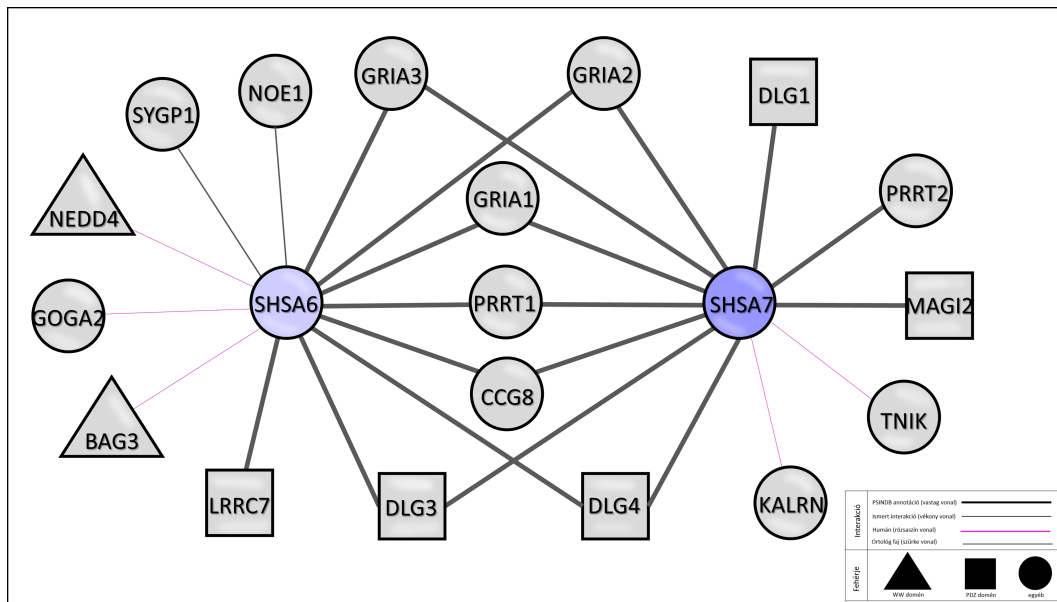 GRIA3
GRIA2
NOE1
DLG1
SYGP1
PRRT2
GRIA1
NEDD4
SHSA6
PRRT1
SHSA7
MAGI2
GOGA2
CCG8
TNIK
BAG3
LRRC7
DLG3
DLG4
KALRN
Interakció
PSINDB annotáció (vastag vonal)
Ismert interakció (vékony vonal)
Humán (rózsaszín vonal)
Ortológ faj (szürke vonal)
Fehérje
WW domén
PDZ domén
egyéb